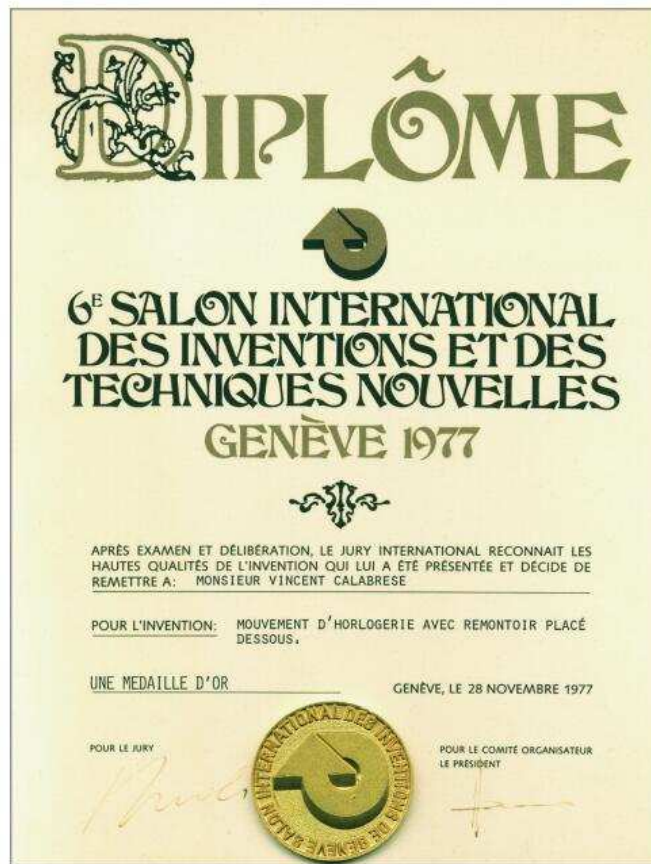 DIPLÔME
6E SALON INTERNATIONAL
DES INVENTIONS ET DES
TECHNIQUES NOUVELLES
GENÈVE 1977
APRÈS EXAMEN ET DÉLIBÉRATION, LE JURY INTERNATIONAL RECONNAIT LES
HAUTES QUALITÉS DE L'INVENTION QUI LUI A ÉTÉ PRÉSENTÉE ET DÉCIDE DE
REMETTRE A: MONSIEUR VINCENT CALABRESE
POUR L'INVENTION: MOUVEMENT D'HORLOGERIE AVEC REMONTOIR PLACÉ
DESSOUS.
UNE MEDAILLE D'OR GENÈVE, LE 28 NOVEMBRE 1977
POUR LE JURY
POUR LE COMITÉ ORGANISATEUR
LE PRÉSIDENT
SALON INTERNATIONAL DES INVENTIONS DE GENÈVE